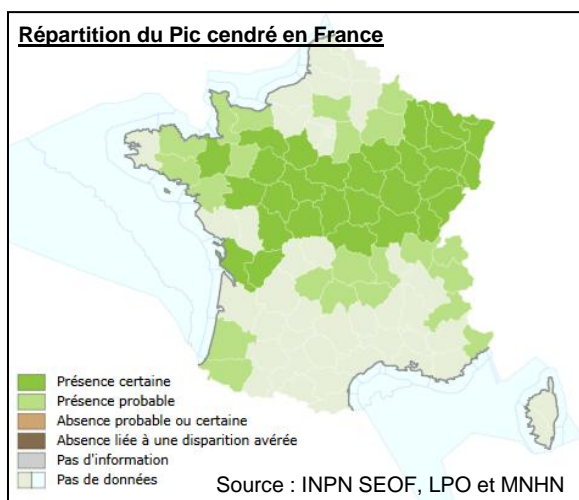 Répartition du Pic cendré en France
Présence certaine
Présence probable
Absence probable ou certaine
Absence liée à une disparition avérée
Pas d'information
Pas de données
Source : INPN SEOF, LPO et MNHN